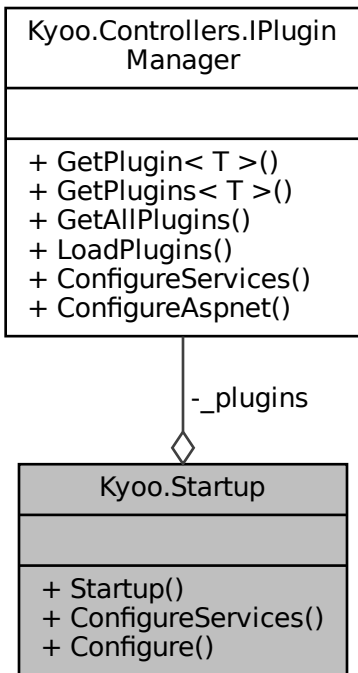 Kyoo.Controllers.IPlugin
Manager
+ GetPlugin< T >()
+ GetPlugins< T >()
+ GetAllPlugins()
+ LoadPlugins()
+ ConfigureServices()
+ ConfigureAspnet()
-_plugins
Kyoo.Startup
+ Startup()
+ ConfigureServices()
+ Configure()